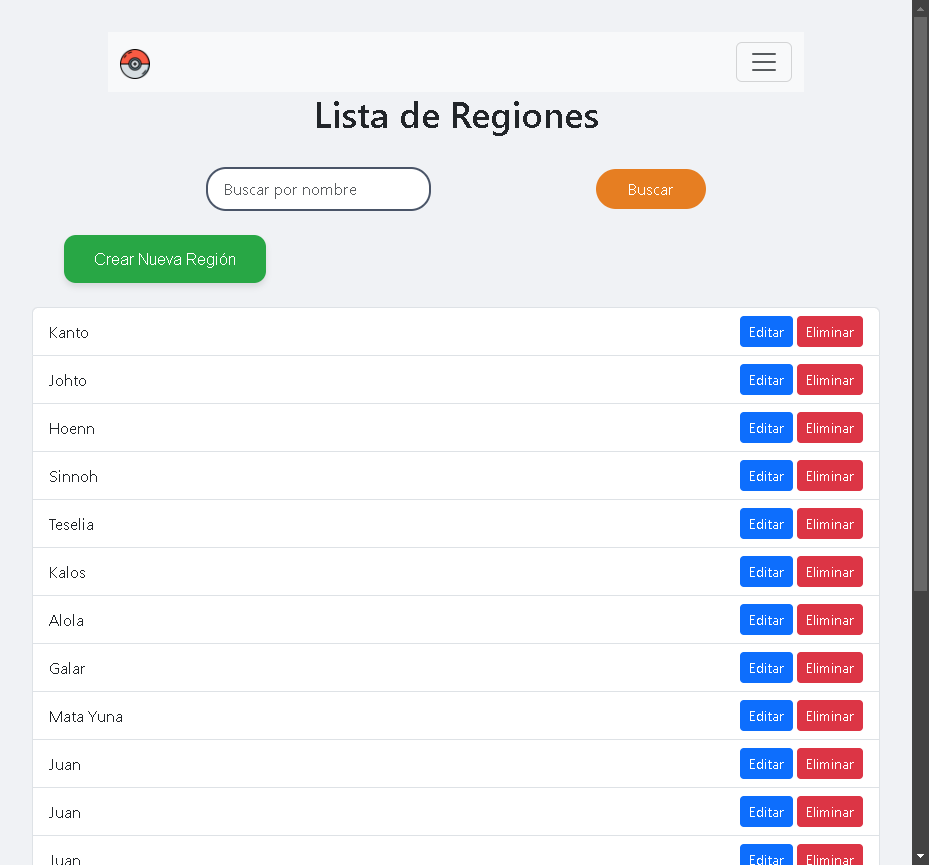 Lista de Regiones
Buscar por nombre
Buscar
Crear Nueva Región
Kanto Editar Eliminar
Johto Editar Eliminar
Hoenn Editar Eliminar
Sinnoh Editar Eliminar
Teselia Editar Eliminar
Kalos Editar Eliminar
Alola Editar Eliminar
Galar Editar Eliminar
Mata Yuna Editar Eliminar
Juan Editar Eliminar
Juan Editar Eliminar
Juan Editar Eliminar